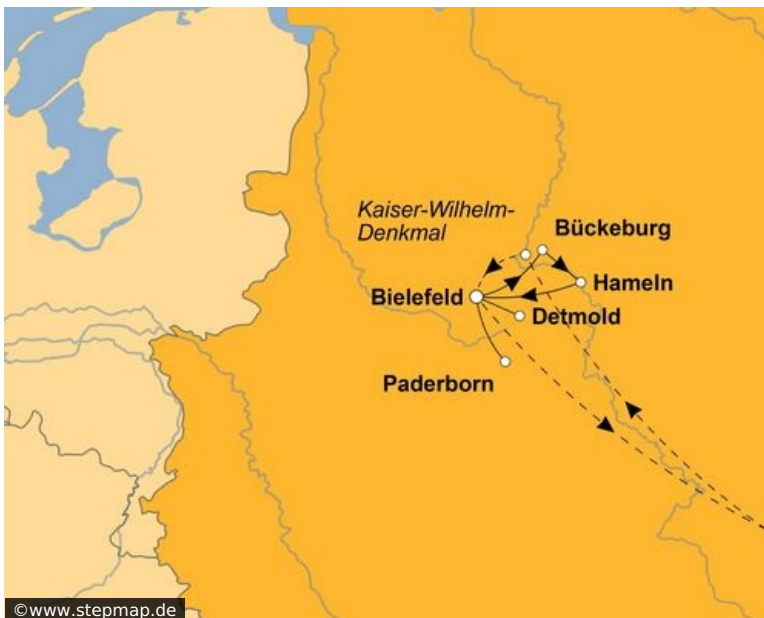 Kaiser-Wilhelm-
Denkmal
Bückeburg
Hameln
Bielefeld
Detmold
Paderborn
©www.stepmap.de